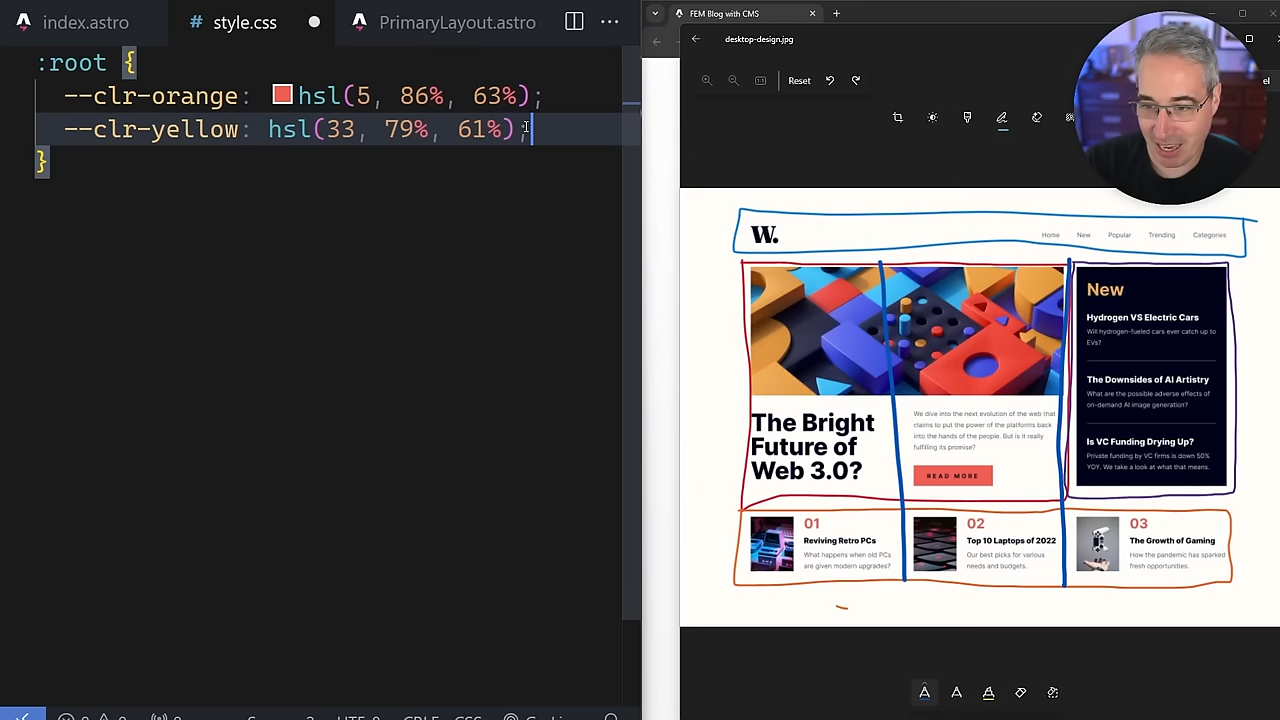 index.astro
# style.css
PrimaryLayout.astro
:root {
--clr-orange: hsl(5, 86%, 63%);
--clr-yellow: hsl(33, 79%, 61%);
}
FEM Blog with CMS
desktop-design.jpg
Reset
W.
Home New Popular Trending Categories
New
Hydrogen VS Electric Cars
Will hydrogen-fueled cars ever catch up to
EVs?
The Downsides of AI Artistry
What are the possible adverse effects of
on-demand AI image generation?
Is VC Funding Drying Up?
Private funding by VC firms is down 50%
YOY. We take a look at what that means.
The Bright
Future of
Web 3.0?
We dive into the next evolution of the web that
claims to put the power of the platforms back
into the hands of the people. But is it really
fulfilling its promise?
READ MORE
01
Reviving Retro PCs
What happens when old PCs
are given modern upgrades?
02
Top 10 Laptops of 2022
Our best picks for various
needs and budgets.
03
The Growth of Gaming
How the pandemic has sparked
fresh opportunities.